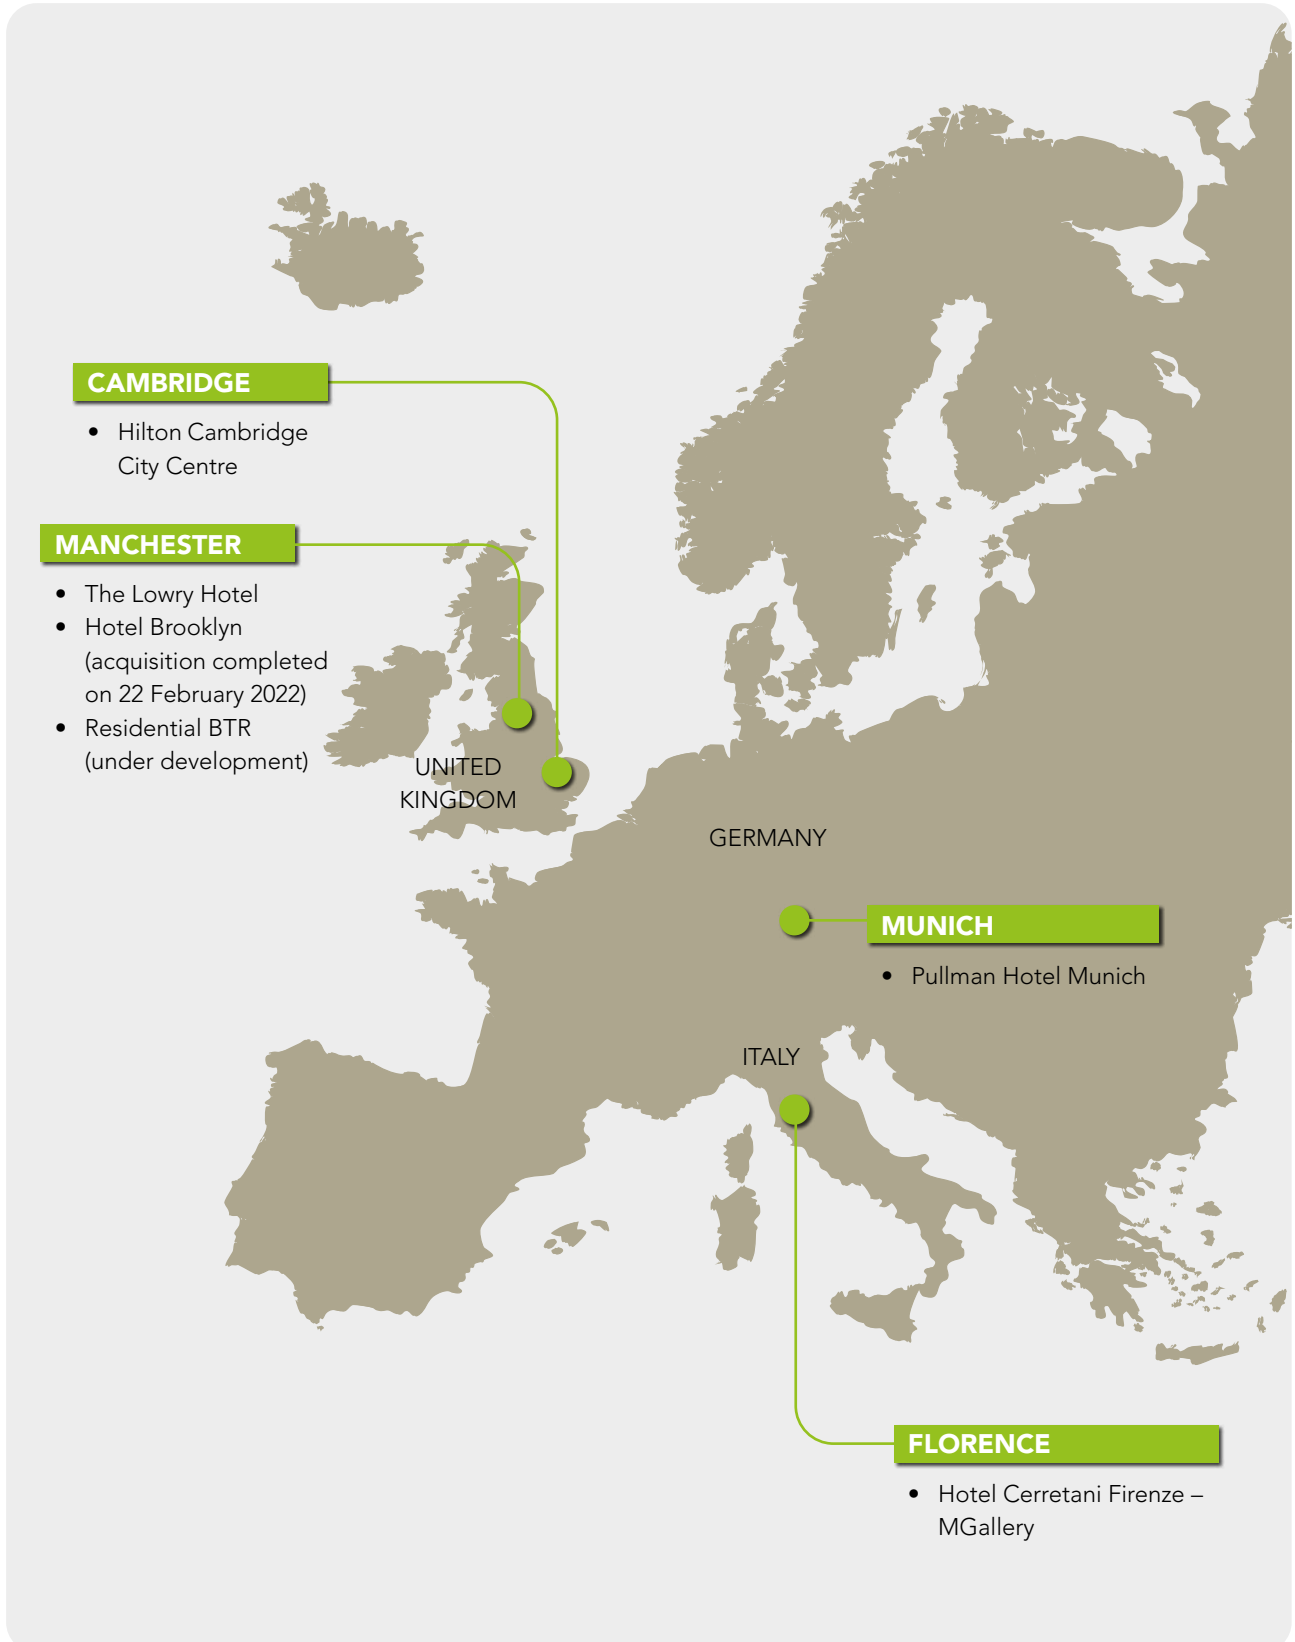 CAMBRIDGE
• Hilton Cambridge
City Centre
MANCHESTER
• The Lowry Hotel
• Hotel Brooklyn
(acquisition completed
on 22 February 2022)
• Residential BTR
(under development)
UNITED
KINGDOM
GERMANY
MUNICH
• Pullman Hotel Munich
ITALY
FLORENCE
• Hotel Cerretani Firenze –
MGallery